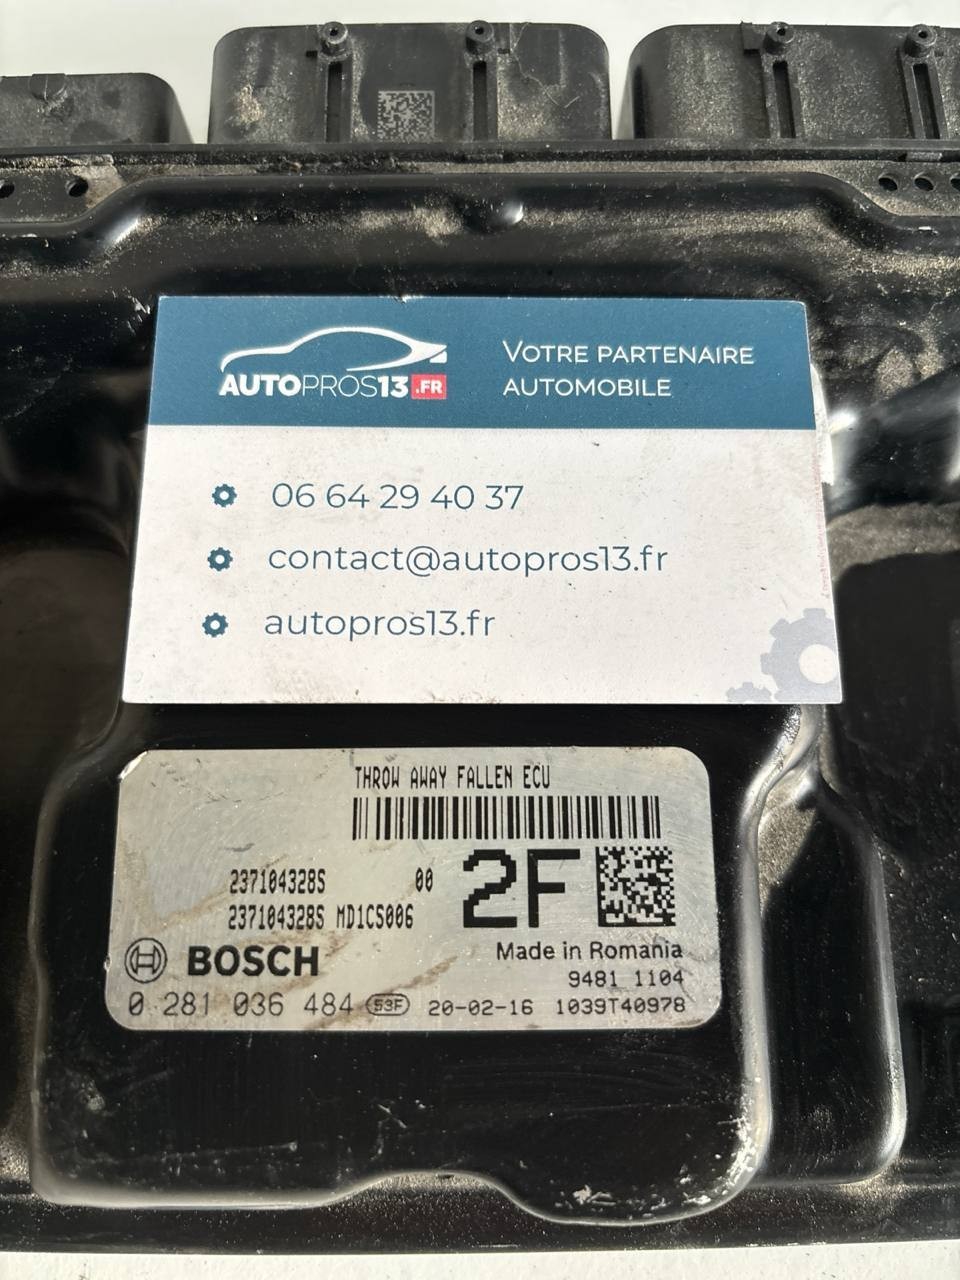 AUTOPROS13.FR
VOTRE PARTENAIRE
AUTOMOBILE
06 64 29 40 37
contact@autopros13.fr
autopros13.fr
THROW AWAY FALLEN ECU
237104328S 00
2F
237104328S MD1CS006
BOSCH
Made in Romania
9481 1104
0 281 036 484 53F 20-02-16 1039T40978